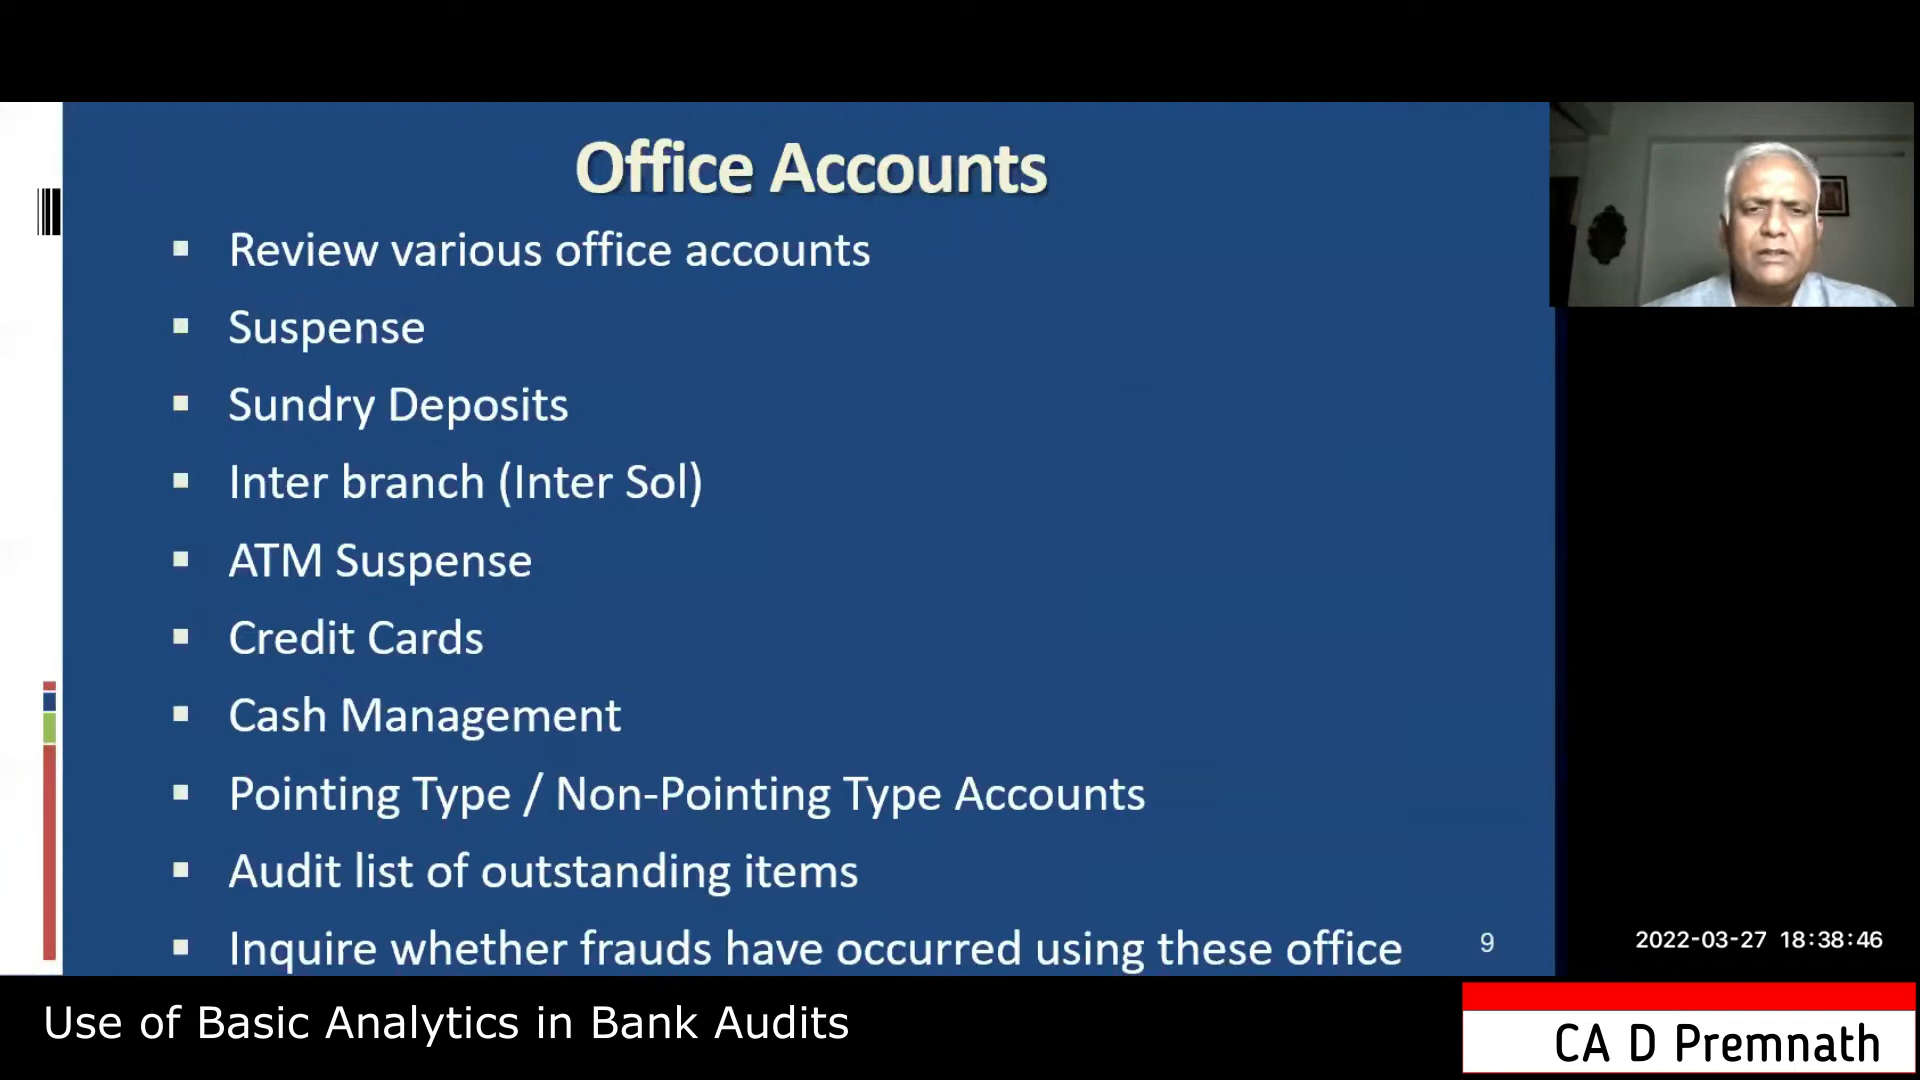 Office Accounts
Review various office accounts
Suspense
Sundry Deposits
Inter branch (Inter Sol)
ATM Suspense
Credit Cards
Cash Management
Pointing Type / Non-Pointing Type Accounts
Audit list of outstanding items
Inquire whether frauds have occurred using these office
9
2022-03-27 18:38:46
Use of Basic Analytics in Bank Audits
CA D Premnath